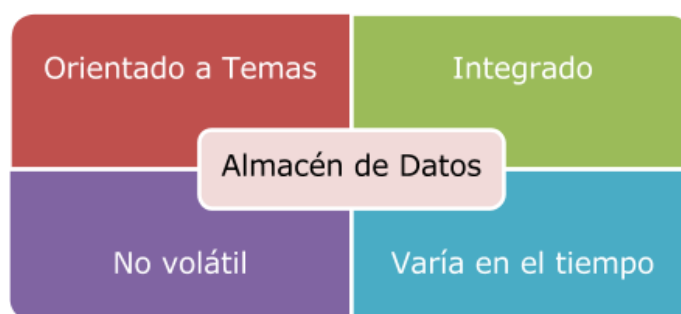 Orientado a Temas
Integrado
Almacén de Datos
No volátil
Varía en el tiempo